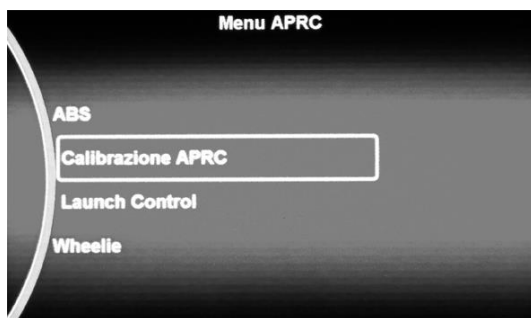 Menu APRC
ABS
Calibrazione APRC
Launch Control
Wheelie